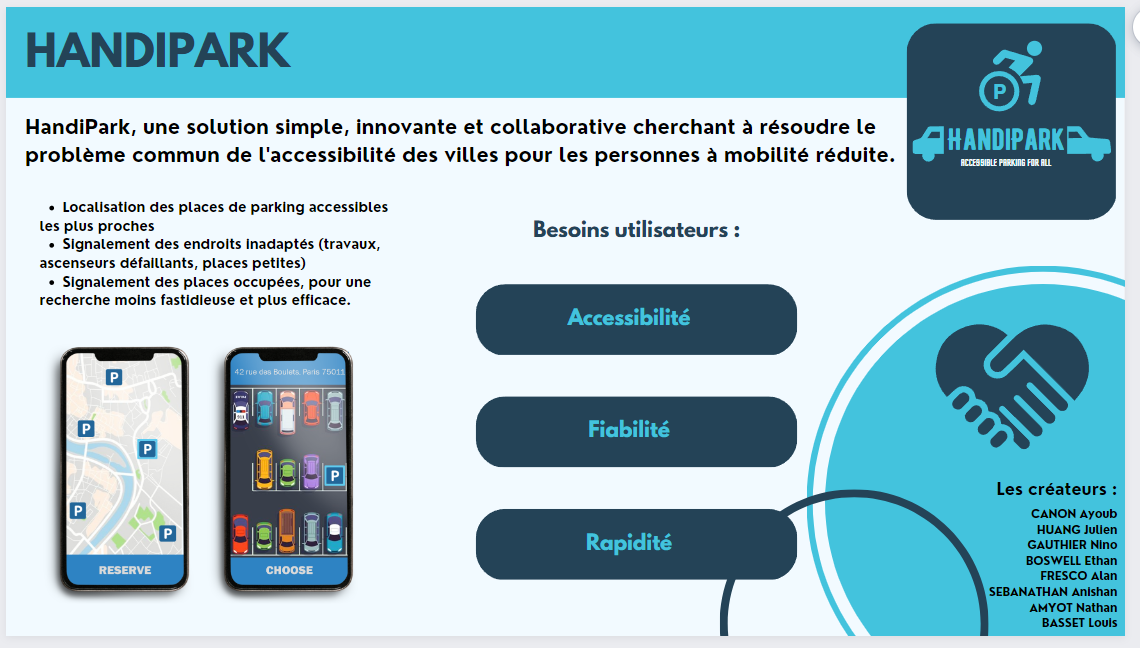 HANDIPARK
P
HANDIPARK
ACCESSIBLE PARKING FOR ALL
HandiPark, une solution simple, innovante et collaborative cherchant à résoudre le
problème commun de l'accessibilité des villes pour les personnes à mobilité réduite.
• Localisation des places de parking accessibles
les plus proches
• Signalement des endroits inadaptés (travaux,
ascenseurs défaillants, places petites)
• Signalement des places occupées, pour une
recherche moins fastidieuse et plus efficace.
P
P
P
P
P
RESERVE
42 rue des Boulets, Paris 75011
P
CHOOSE
Besoins utilisateurs :
Accessibilité
Fiabilité
Rapidité
Les créateurs :
CANON Ayoub
HUANG Julien
GAUTHIER Nino
BOSWELL Ethan
FRESCO Alan
SEBANATHAN Anishan
AMYOT Nathan
BASSET Louis